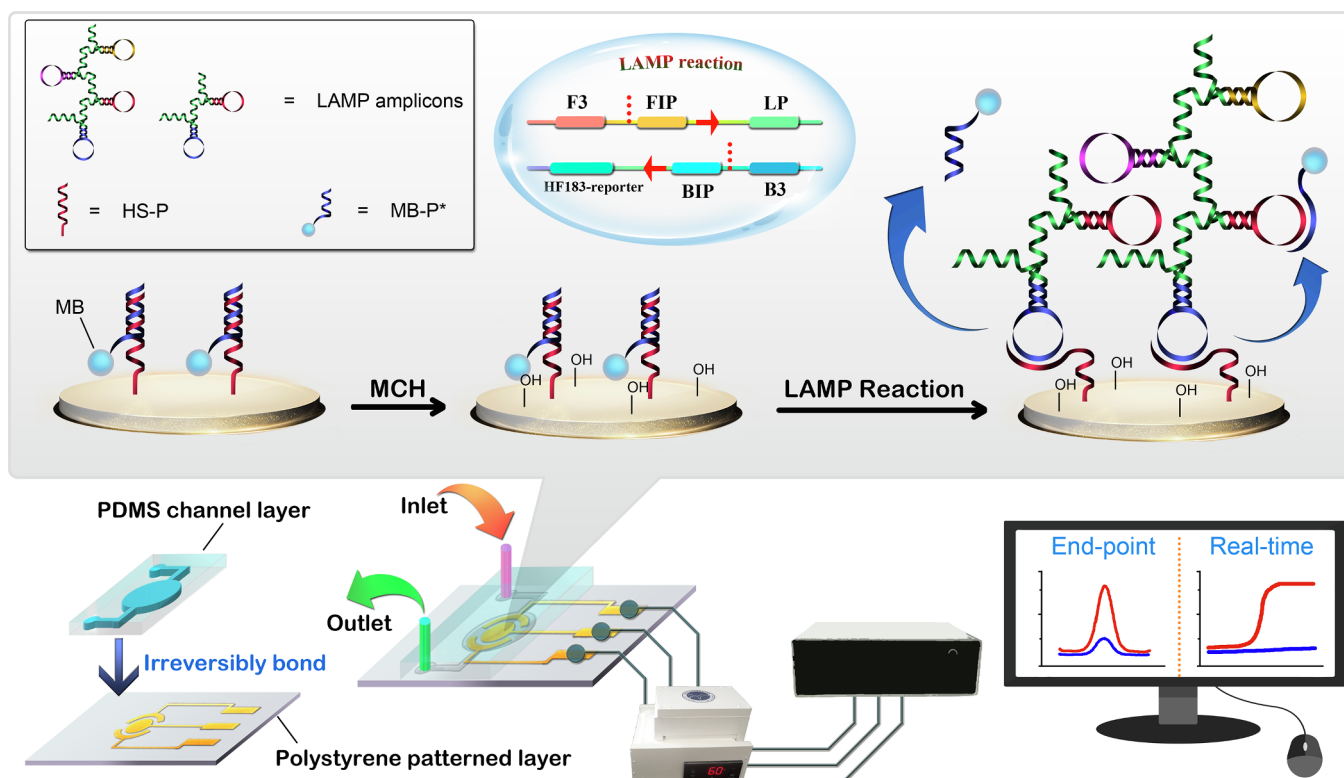 = LAMP amplicons
= HS-P
= MB-P*
LAMP reaction
F3 FIP LP
HF183-reporter BIP B3
MB
MCH
OH
OH
OH
OH
LAMP Reaction
OH
OH
OH
OH
PDMS channel layer
Irreversibly bond
Polystyrene patterned layer
Inlet
Outlet
60
End-point
Real-time